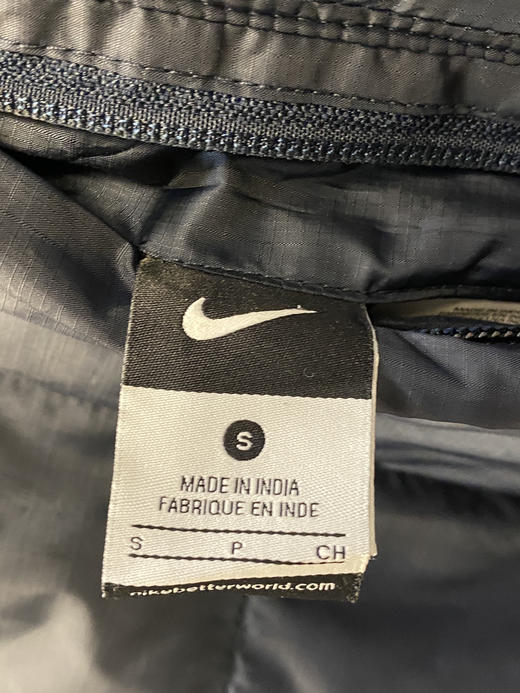 S
MADE IN INDIA
FABRIQUE EN INDE
S P CH
nikebetterworld.com